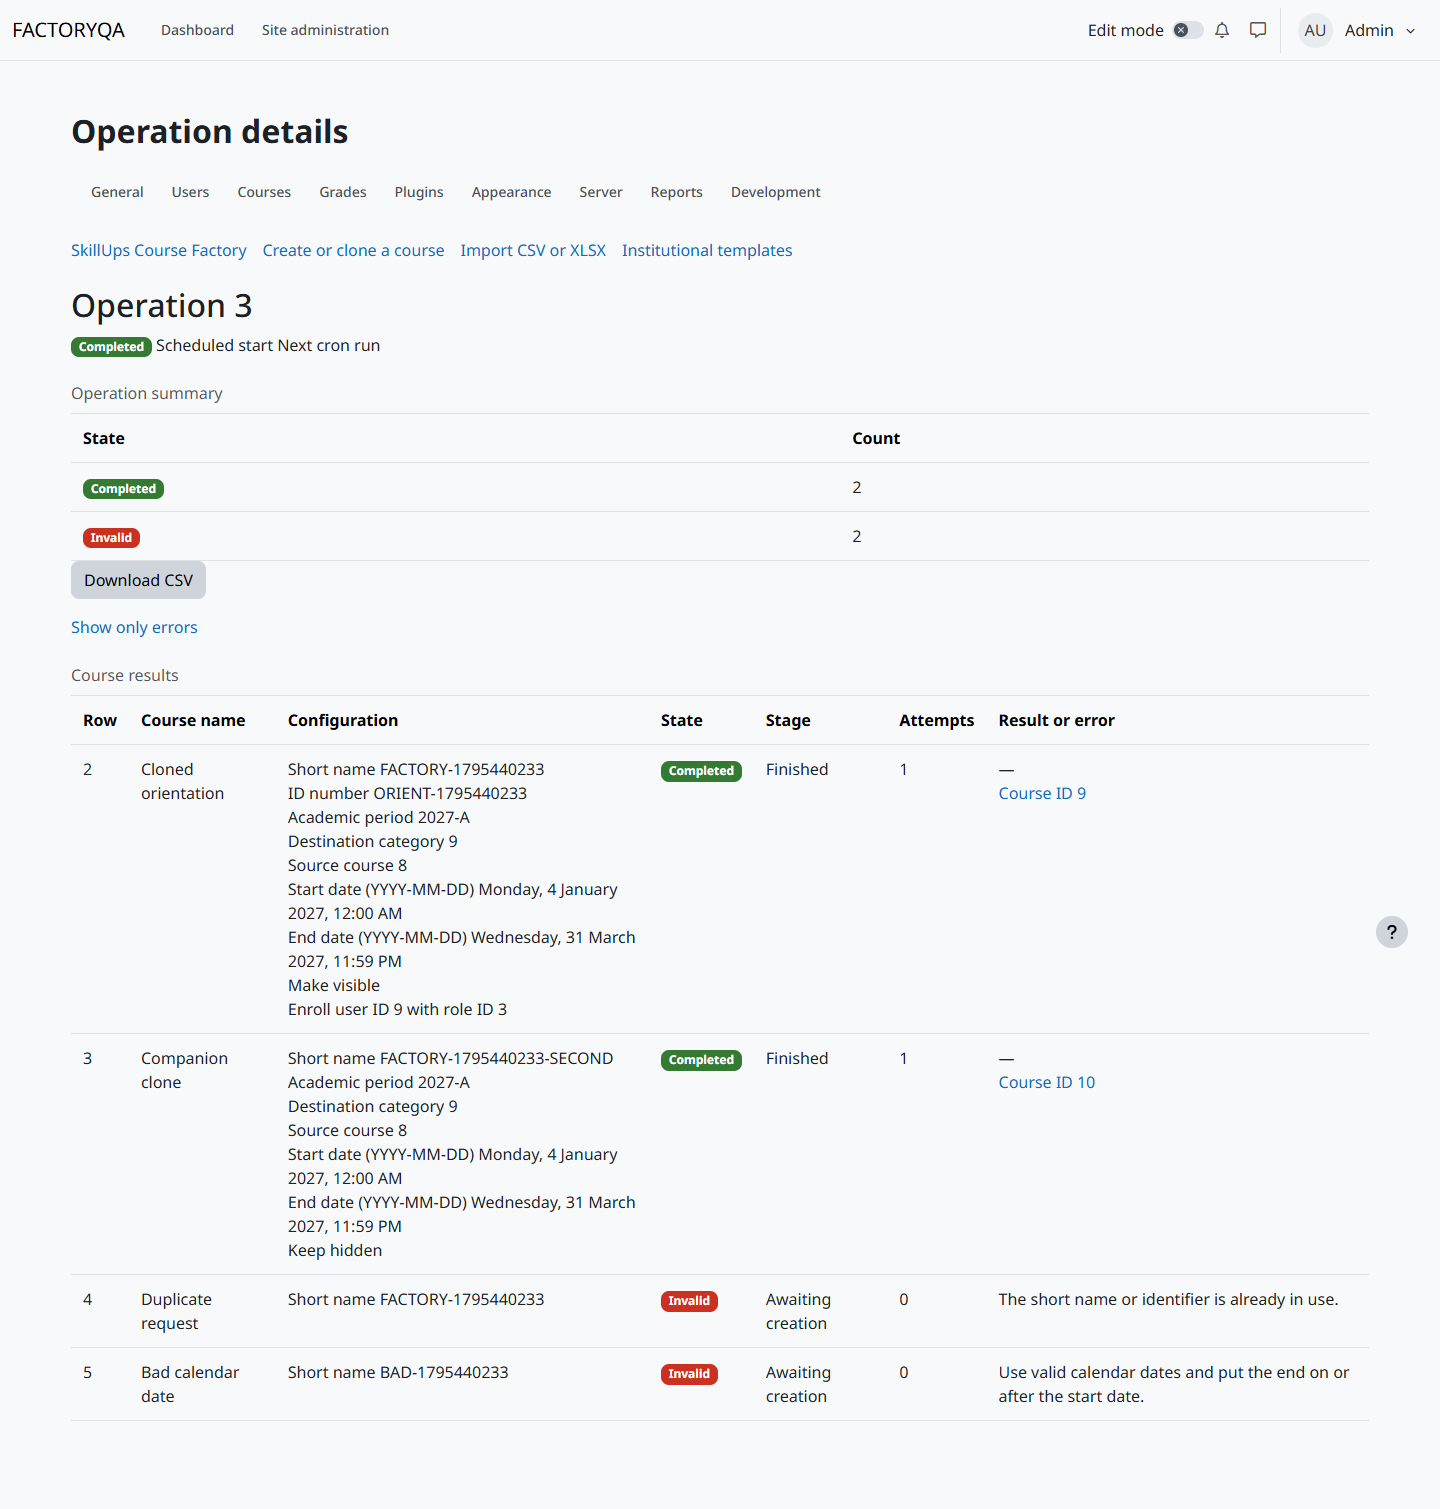 FACTORYQA Dashboard Site administration Edit mode AU Admin
Operation details
General Users Courses Grades Plugins Appearance Server Reports Development
SkillUps Course Factory Create or clone a course Import CSV or XLSX Institutional templates
Operation 3
Completed Scheduled start Next cron run
Operation summary
State Count
Completed 2
Invalid 2
Download CSV
Show only errors
Course results
Row Course name Configuration State Stage Attempts Result or error
2 Cloned Short name FACTORY-1795440233 Completed Finished 1 —
orientation ID number ORIENT-1795440233 Course ID 9
Academic period 2027-A
Destination category 9
Source course 8
Start date (YYYY-MM-DD) Monday, 4 January
2027, 12:00 AM
End date (YYYY-MM-DD) Wednesday, 31 March
2027, 11:59 PM
Make visible
Enroll user ID 9 with role ID 3
?
3 Companion Short name FACTORY-1795440233-SECOND Completed Finished 1 —
clone Academic period 2027-A Course ID 10
Destination category 9
Source course 8
Start date (YYYY-MM-DD) Monday, 4 January
2027, 12:00 AM
End date (YYYY-MM-DD) Wednesday, 31 March
2027, 11:59 PM
Keep hidden
4 Duplicate Short name FACTORY-1795440233 Invalid Awaiting 0 The short name or identifier is already in use.
request creation
5 Bad calendar Short name BAD-1795440233 Invalid Awaiting 0 Use valid calendar dates and put the end on or
date creation after the start date.